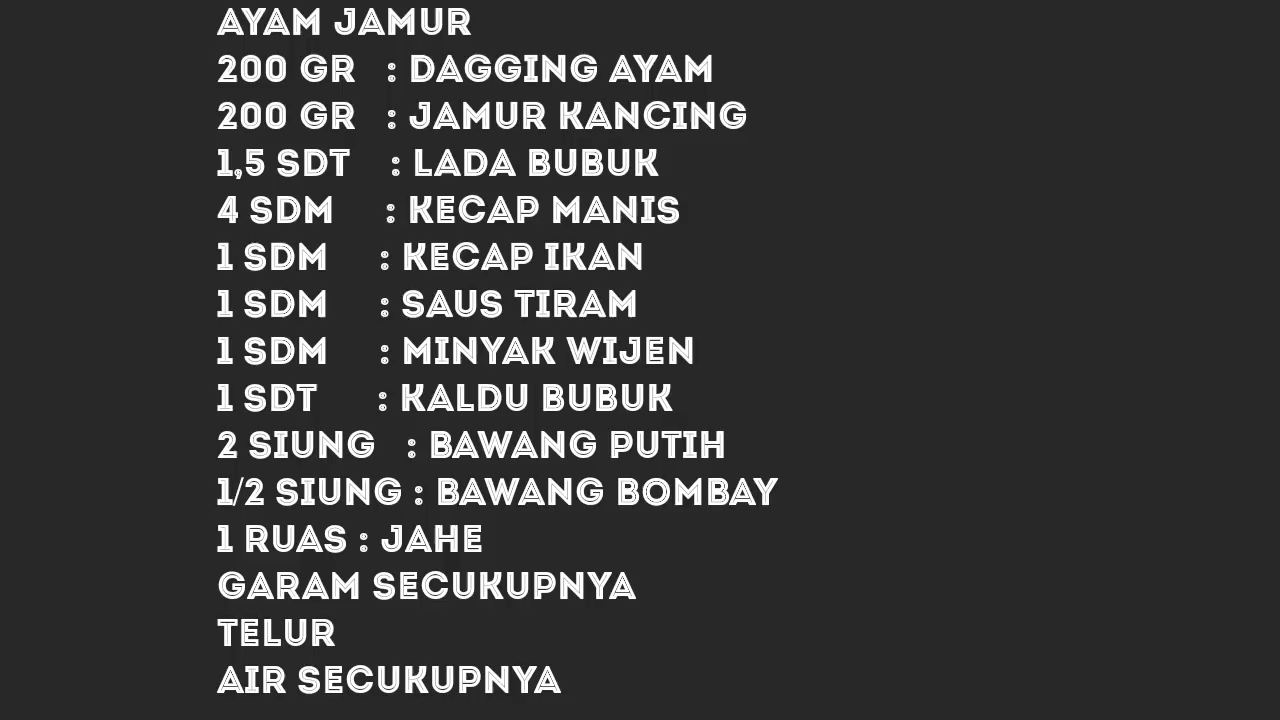 AYAM JAMUR
200 GR : DAGGING AYAM
200 GR : JAMUR KANCING
1,5 SDT : LADA BUBUK
4 SDM : KECAP MANIS
1 SDM : KECAP IKAN
1 SDM : SAUS TIRAM
1 SDM : MINYAK WIJEN
1 SDT : KALDU BUBUK
2 SIUNG : BAWANG PUTIH
1/2 SIUNG : BAWANG BOMBAY
1 RUAS : JAHE
GARAM SECUKUPNYA
TELUR
AIR SECUKUPNYA